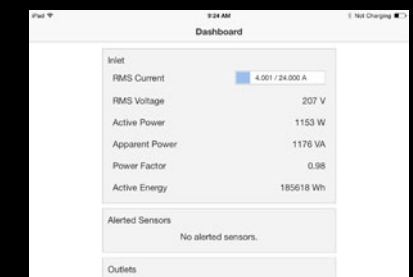 iPad
9:24 AM
Not Charging
Dashboard
Inlet
RMS Current 4.001 / 24.000 A
RMS Voltage 207 V
Active Power 1153 W
Apparent Power 1176 VA
Power Factor 0.98
Active Energy 185618 Wh
Alerted Sensors
No alerted sensors.
Outlets